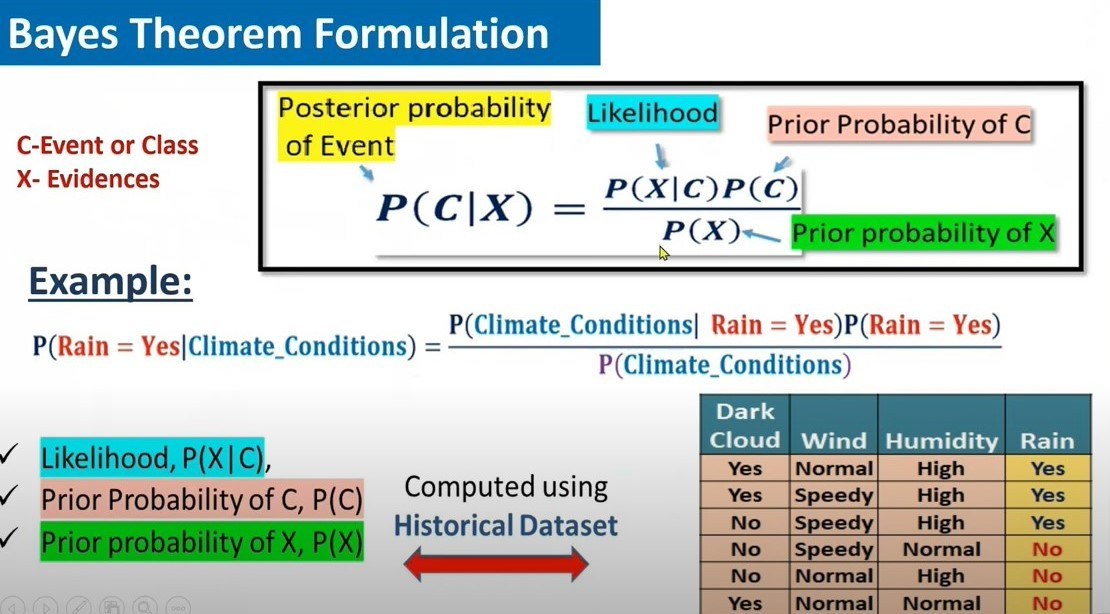 Bayes Theorem Formulation
C-Event or Class
X- Evidences
Posterior probability
of Event
Likelihood
Prior Probability of C
P(C|X) = P(X|C)P(C)
P(X)
Prior probability of X
Example:
P(Rain = Yes|Climate_Conditions) = P(Climate_Conditions| Rain = Yes)P(Rain = Yes)
P(Climate_Conditions)
✓ Likelihood, P(X|C),
✓ Prior Probability of C, P(C)
✓ Prior probability of X, P(X)
Computed using
Historical Dataset
Dark
Cloud Wind Humidity Rain
Yes Normal High Yes
Yes Speedy High Yes
No Speedy High Yes
No Speedy Normal No
No Normal High No
Yes Normal Normal No